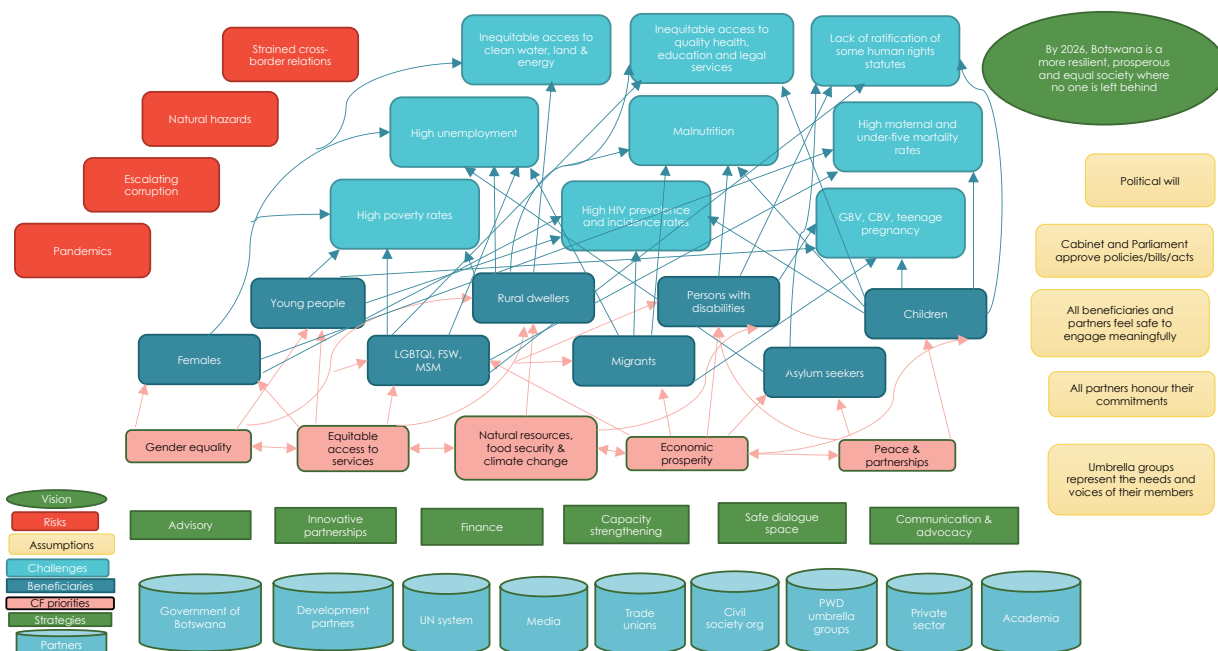 Strained cross-
border relations
Inequitable access to
clean water, land &
energy
Inequitable access to
quality health,
education and legal
services
Lack of ratification of
some human rights
statutes
By 2026, Botswana is a
more resilient, prosperous
and equal society where
no one is left behind
Natural hazards
High unemployment
Malnutrition
High maternal and
under-five mortality
rates
Escalating
corruption
Political will
Pandemics
High poverty rates
High HIV prevalence
and incidence rates
GBV, CBV, teenage
pregnancy
Cabinet and Parliament
approve policies/bills/acts
Young people
Rural dwellers
Persons with
disabilities
Children
All beneficiaries and
partners feel safe to
engage meaningfully
Females
LGBTQI, FSW,
MSM
Migrants
Asylum seekers
All partners honour their
commitments
Gender equality
Equitable
access to
services
Natural resources,
food security &
climate change
Economic
prosperity
Peace &
partnerships
Umbrella groups
represent the needs and
voices of their members
Vision
Risks
Assumptions
Challenges
Beneficiaries
CF priorities
Strategies
Partners
Advisory
Innovative
partnerships
Finance
Capacity
strengthening
Safe dialogue
space
Communication &
advocacy
Government of
Botswana
Development
partners
UN system
Media
Trade
unions
Civil
society org
PWD
umbrella
groups
Private
sector
Academia